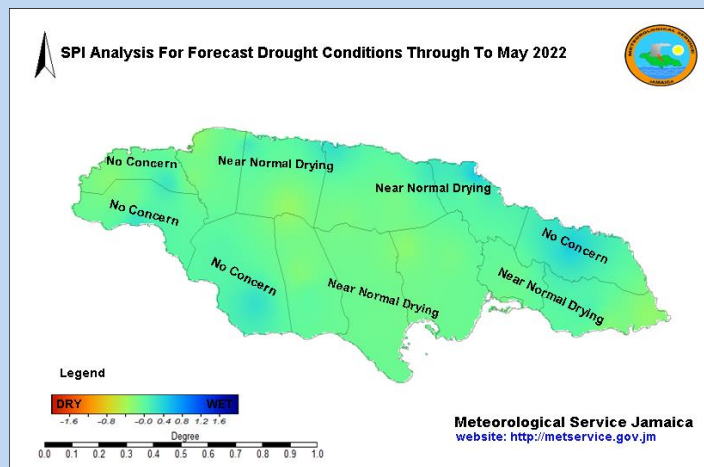 SPI Analysis For Forecast Drought Conditions Through To May 2022
METEOROLOGICAL SERVICE
JAMAICA
No Concern
Near Normal Drying
Near Normal Drying
No Concern
No Concern
No Concern
Near Normal Drying
Near Normal Drying
Legend
DRY WET
-1.6 -0.8 -0.0 0.4 0.8 1.2 1.6
Degree
0.0 0.1 0.2 0.3 0.4 0.5 0.6 0.7 0.8 0.9 1.0
Meteorological Service Jamaica
website: http://metservice.gov.jm